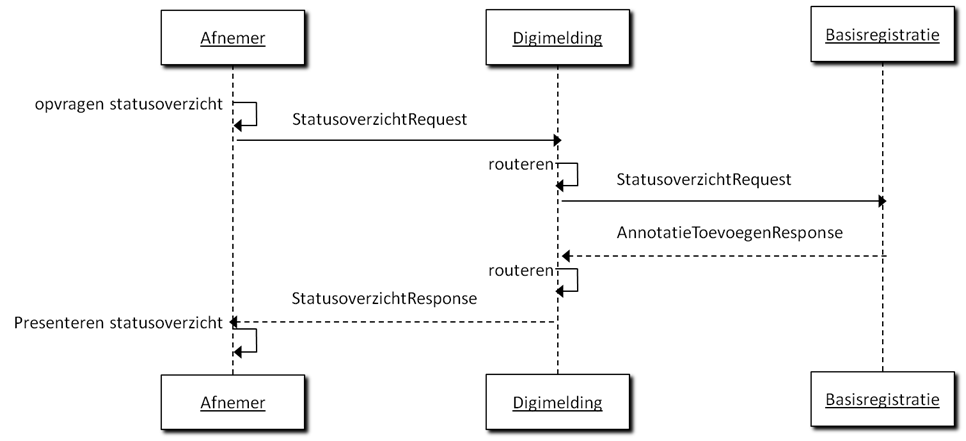 Afnemer
Digimelding
Basisregistratie
opvragen statusoverzicht
StatusoverzichtRequest
routeren
StatusoverzichtRequest
AnnotatieToevoegenResponse
routeren
StatusoverzichtResponse
Presenteren statusoverzicht
Afnemer
Digimelding
Basisregistratie